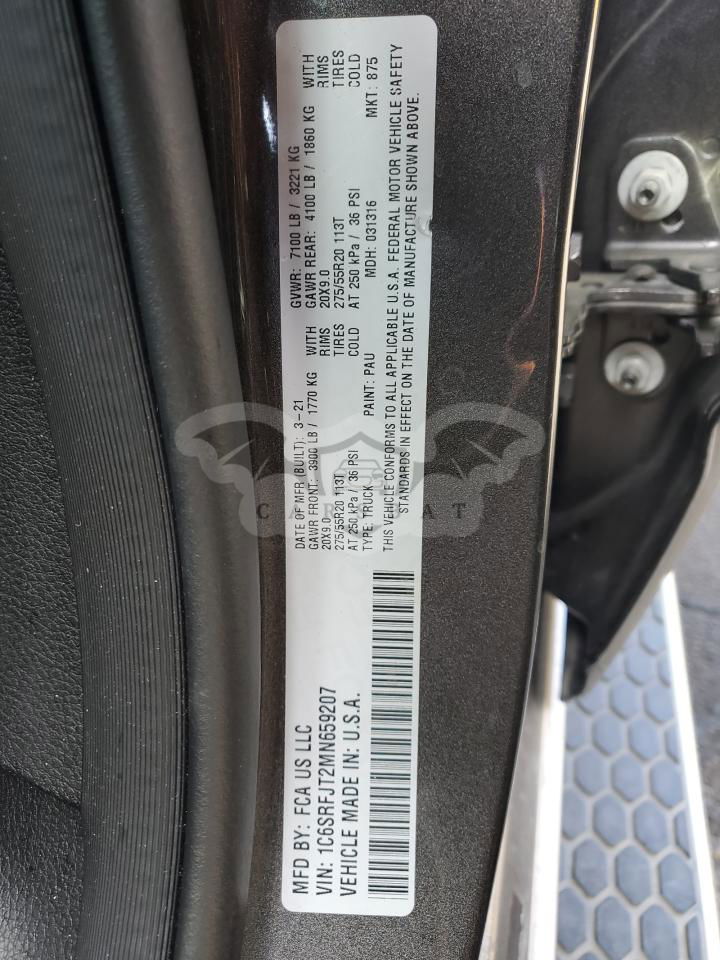 MFD BY: FCA US LLC
VIN: 1C6SRFJT2MN659207
VEHICLE MADE IN: U.S.A.
DATE OF MFR (BUILT): 3-21 GVWR: 7100 LB / 3221 KG
GAWR FRONT: 3900 LB / 1770 KG WITH GAWR REAR: 4100 LB / 1860 KG WITH
20X9.0 RIMS 20X9.0 RIMS
275/55R20 113T TIRES 275/55R20 113T TIRES
AT 250 kPa / 36 PSI COLD AT 250 kPa / 36 PSI COLD
TYPE: TRUCK PAINT: PAU MDH: 031316 MKT: 875
THIS VEHICLE CONFORMS TO ALL APPLICABLE U.S.A. FEDERAL MOTOR VEHICLE SAFETY
STANDARDS IN EFFECT ON THE DATE OF MANUFACTURE SHOWN ABOVE.